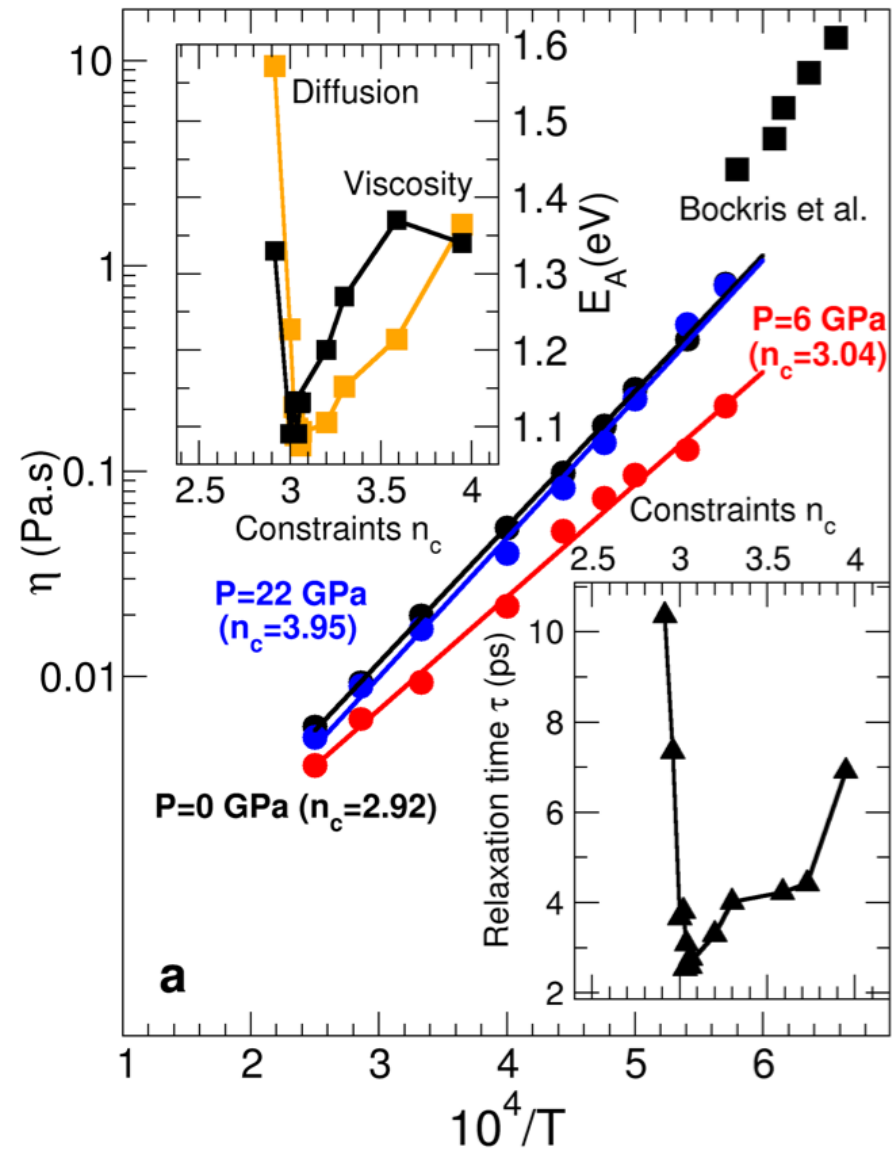 10
1
0.1
0.01
η (Pa.s)
1
2
3
4
5
6
10^4/T
a
Diffusion
Viscosity
2.5
3
3.5
4
Constraints n_c
1.6
1.5
1.4
1.3
1.2
1.1
E_A(eV)
Bockris et al.
P=6 GPa
(n_c=3.04)
P=22 GPa
(n_c=3.95)
P=0 GPa (n_c=2.92)
Constraints n_c
2.5
3
3.5
4
10
8
6
4
2
Relaxation time τ (ps)